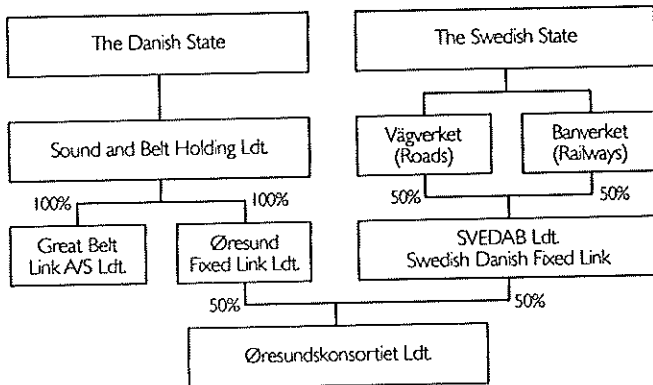 The Danish State
The Swedish State
Sound and Belt Holding Ldt.
Vägverket
(Roads)
Banverket
(Railways)
100%
100%
50%
50%
Great Belt
Link A/S Ldt.
Øresund
Fixed Link Ldt.
SVEDAB Ldt.
Swedish Danish Fixed Link
50%
50%
Øresundskonsortiet Ldt.